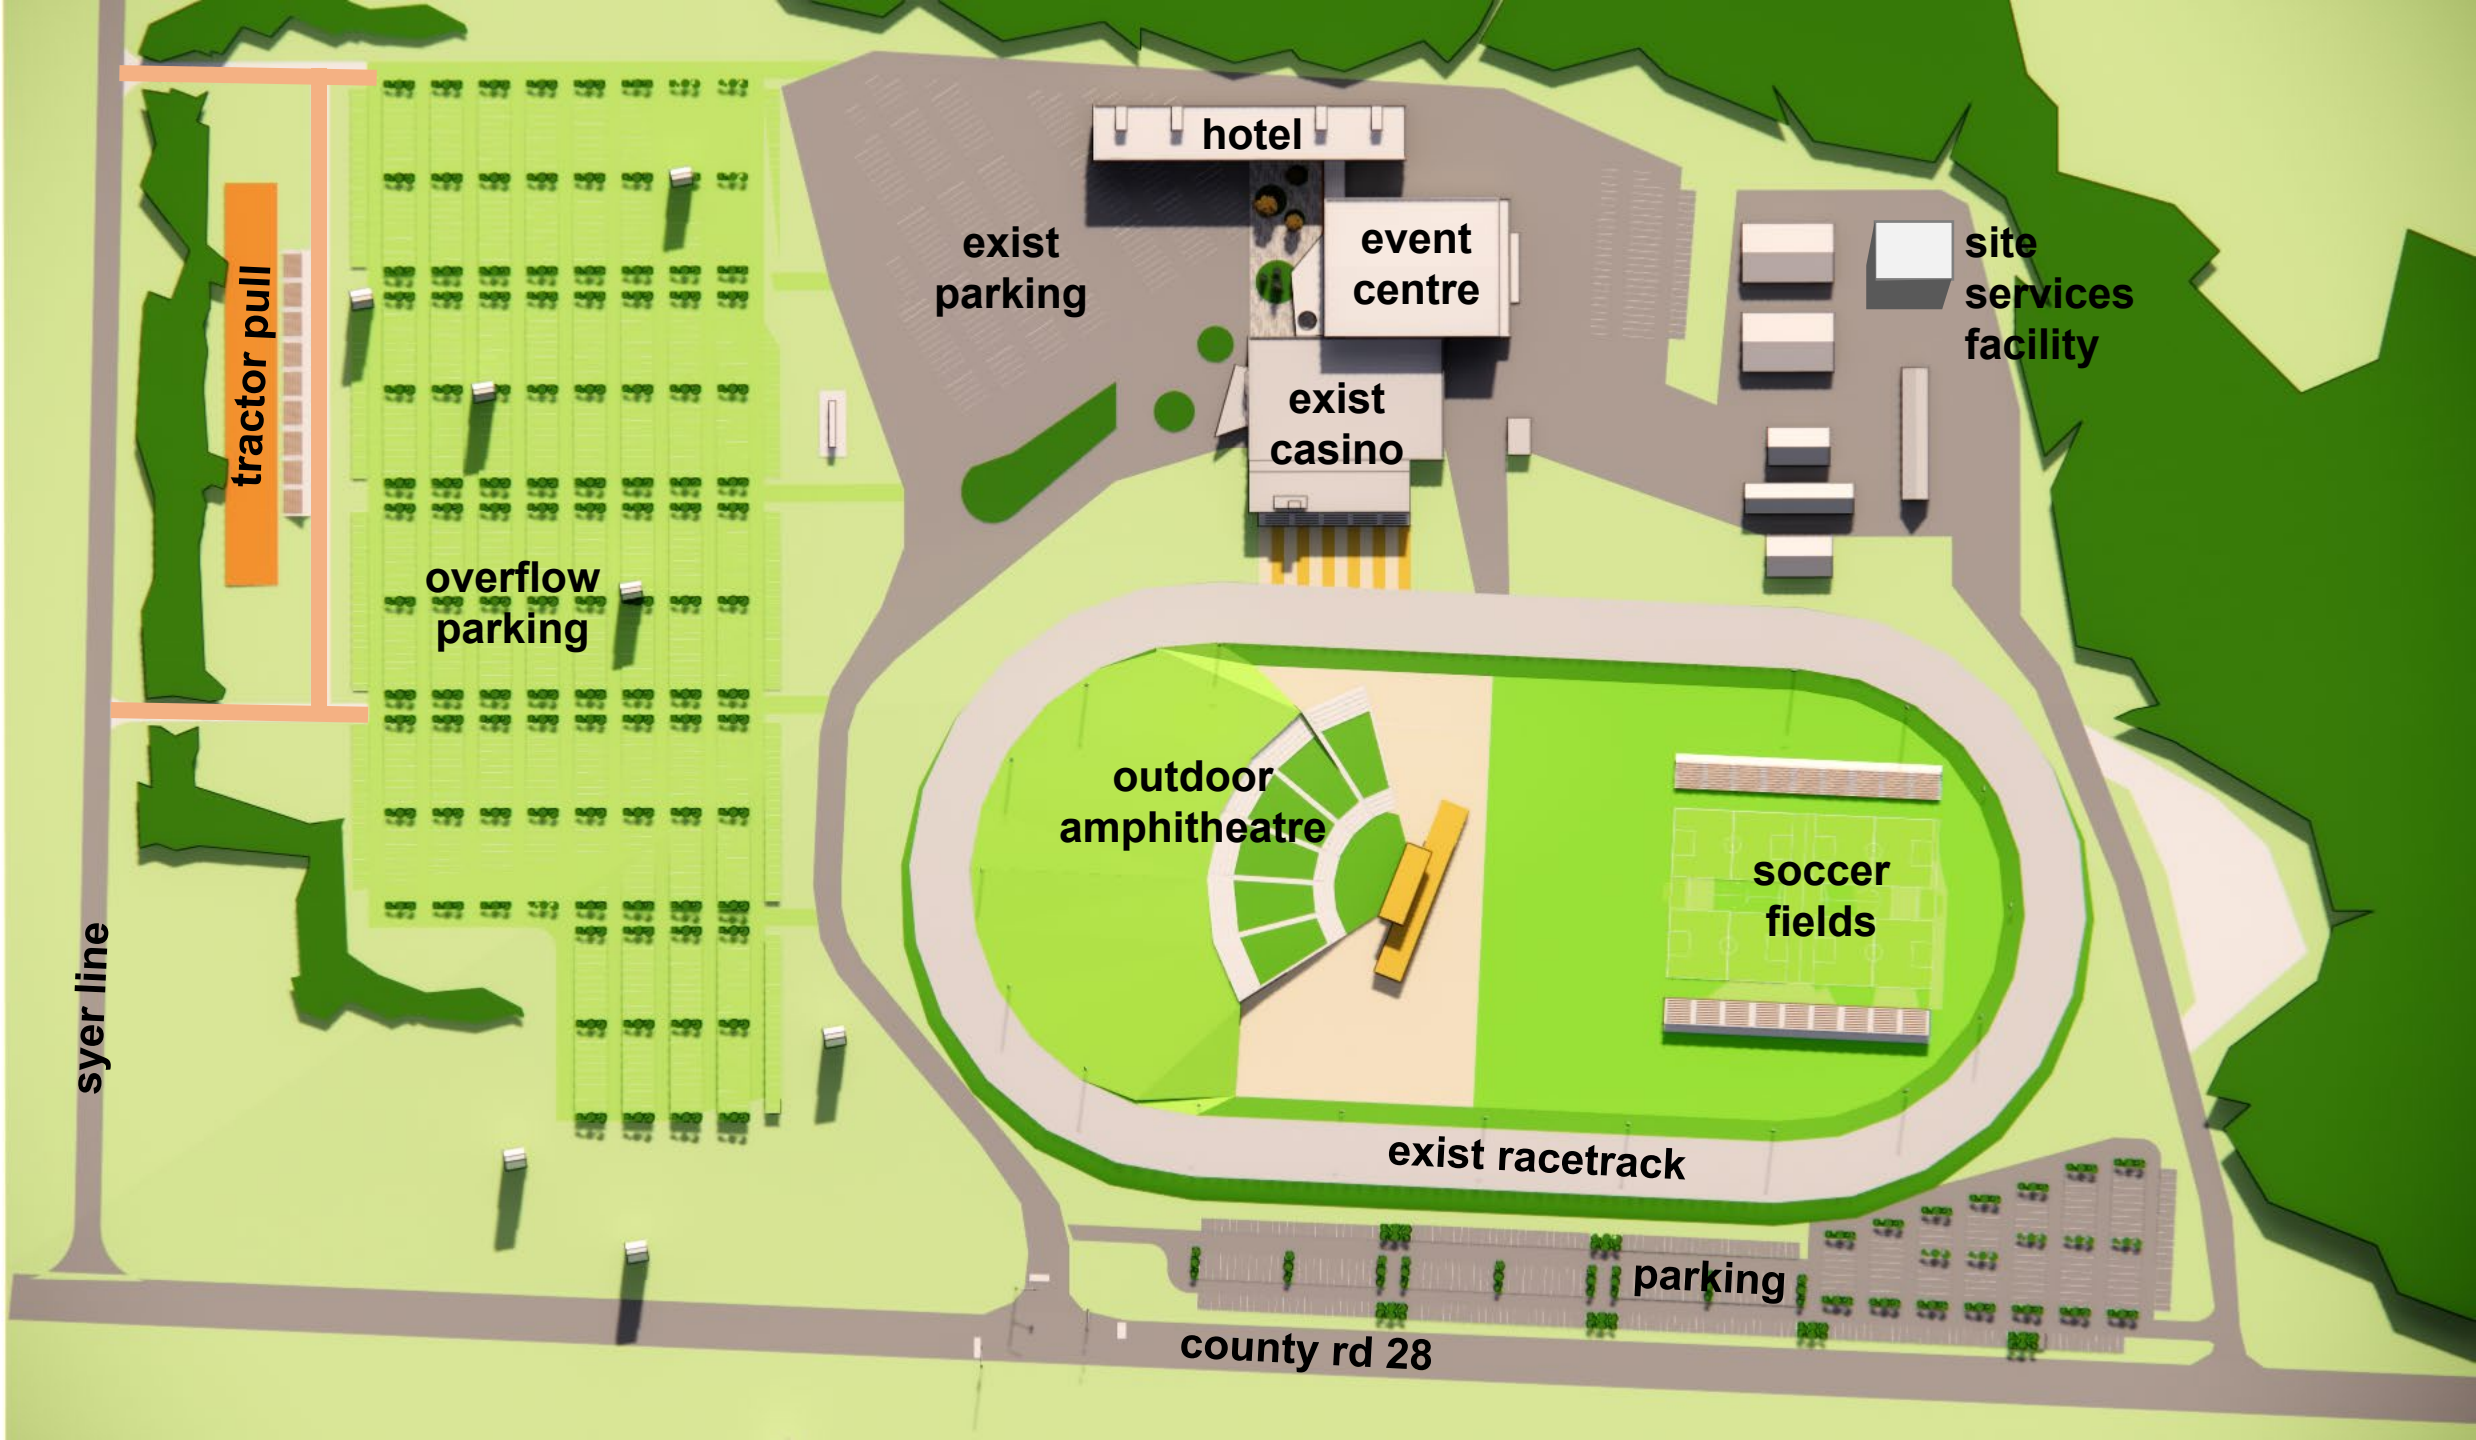 hotel
event
centre
exist
parking
site
services
facility
exist
casino
tractor pull
overflow
parking
outdoor
amphitheatre
soccer
fields
syer line
exist racetrack
parking
county rd 28